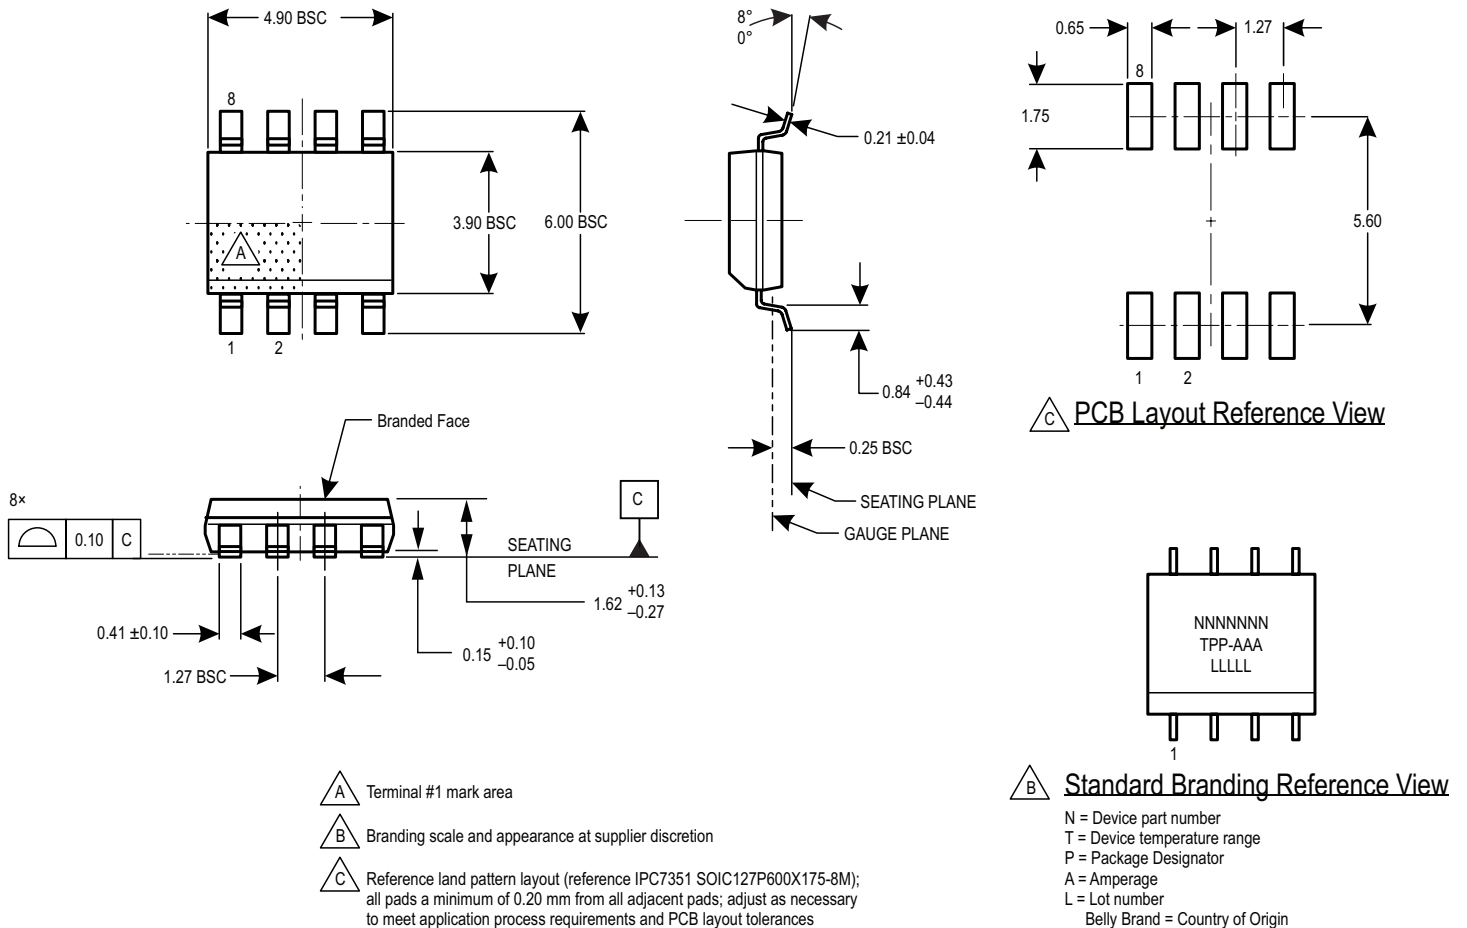 4.90 BSC
8
A
3.90 BSC
6.00 BSC
1
2
8°
0°
0.21 ±0.04
0.84 +0.43
–0.44
0.25 BSC
SEATING PLANE
GAUGE PLANE
0.65
1.27
8
1.75
5.60
1
2
C PCB Layout Reference View
Branded Face
8×
0.10
C
C
SEATING
PLANE
1.62 +0.13
–0.27
0.41 ±0.10
0.15 +0.10
–0.05
1.27 BSC
NNNNNNN
TPP-AAA
LLLLL
1
B Standard Branding Reference View
N = Device part number
T = Device temperature range
P = Package Designator
A = Amperage
L = Lot number
Belly Brand = Country of Origin
A Terminal #1 mark area
B Branding scale and appearance at supplier discretion
C Reference land pattern layout (reference IPC7351 SOIC127P600X175-8M);
all pads a minimum of 0.20 mm from all adjacent pads; adjust as necessary
to meet application process requirements and PCB layout tolerances